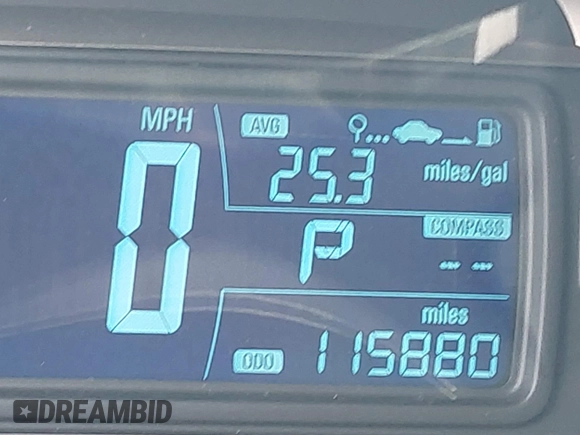 MPH
0
AVG
25.3 miles/gal
P
COMPASS
-- --
miles
ODO 115880
DREAMBID